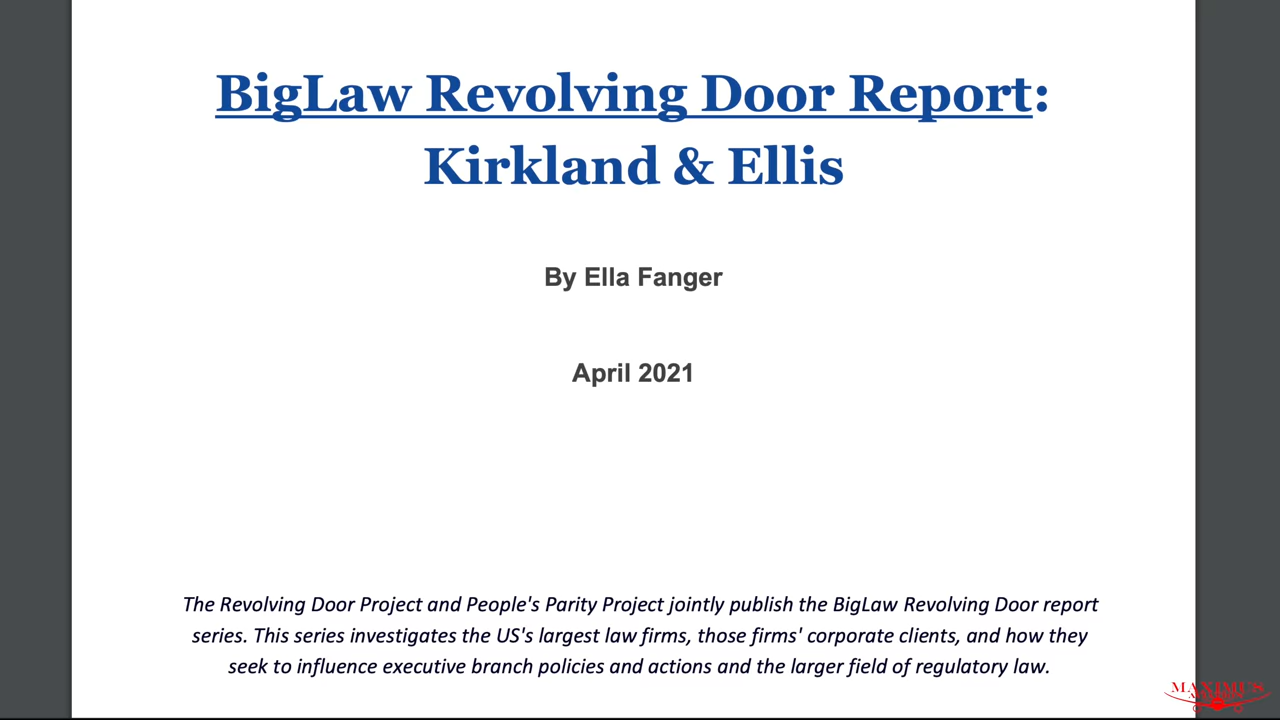 BigLaw Revolving Door Report:
Kirkland & Ellis
By Ella Fanger
April 2021
The Revolving Door Project and People's Parity Project jointly publish the BigLaw Revolving Door report
series. This series investigates the US's largest law firms, those firms' corporate clients, and how they
seek to influence executive branch policies and actions and the larger field of regulatory law.
MAXIMUS